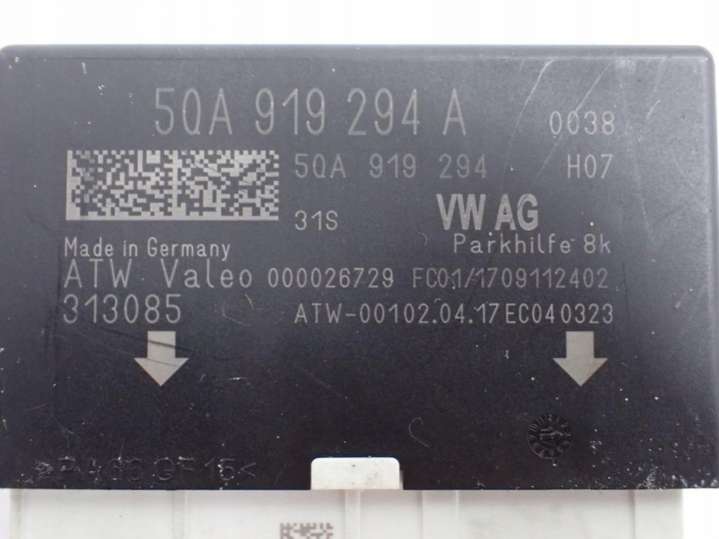 5QA 919 294 A 0038
5QA 919 294 H07
31S VW AG
Made in Germany Parkhilfe 8k
ATW Valeo 000026729 FC01/1709112402
313085 ATW-00102.04.17EC040323